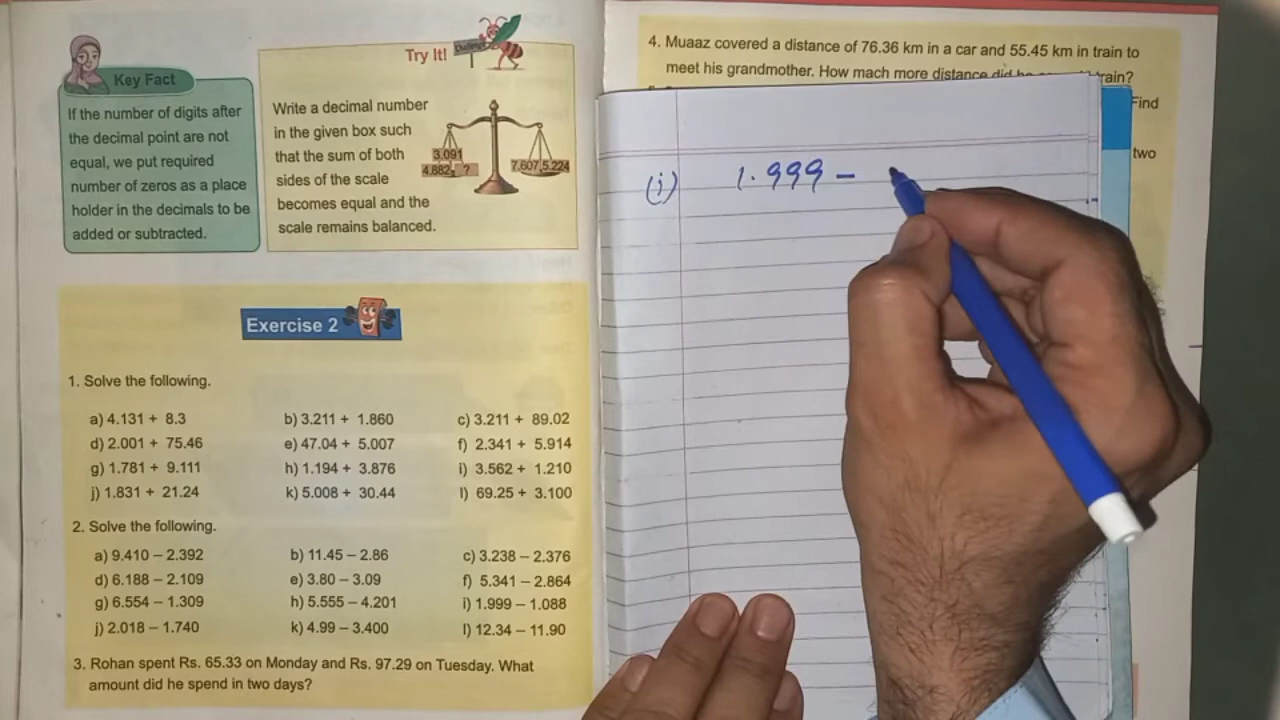 Key Fact
If the number of digits after
the decimal point are not
equal, we put required
number of zeros as a place
holder in the decimals to be
added or subtracted.
Try It!
Challenge
Write a decimal number
in the given box such
that the sum of both
sides of the scale
becomes equal and the
scale remains balanced.
3.091
4.882, ?
7.607,5.224
Exercise 2
1. Solve the following.
a) 4.131 + 8.3 b) 3.211 + 1.860 c) 3.211 + 89.02
d) 2.001 + 75.46 e) 47.04 + 5.007 f) 2.341 + 5.914
g) 1.781 + 9.111 h) 1.194 + 3.876 i) 3.562 + 1.210
j) 1.831 + 21.24 k) 5.008 + 30.44 l) 69.25 + 3.100
2. Solve the following.
a) 9.410 – 2.392 b) 11.45 – 2.86 c) 3.238 – 2.376
d) 6.188 – 2.109 e) 3.80 – 3.09 f) 5.341 – 2.864
g) 6.554 – 1.309 h) 5.555 – 4.201 i) 1.999 – 1.088
j) 2.018 – 1.740 k) 4.99 – 3.400 l) 12.34 – 11.90
3. Rohan spent Rs. 65.33 on Monday and Rs. 97.29 on Tuesday. What
amount did he spend in two days?
4. Muaaz covered a distance of 76.36 km in a car and 55.45 km in train to
meet his grandmother. How mach more distance did train?
Find
two
(i) 1.999 –